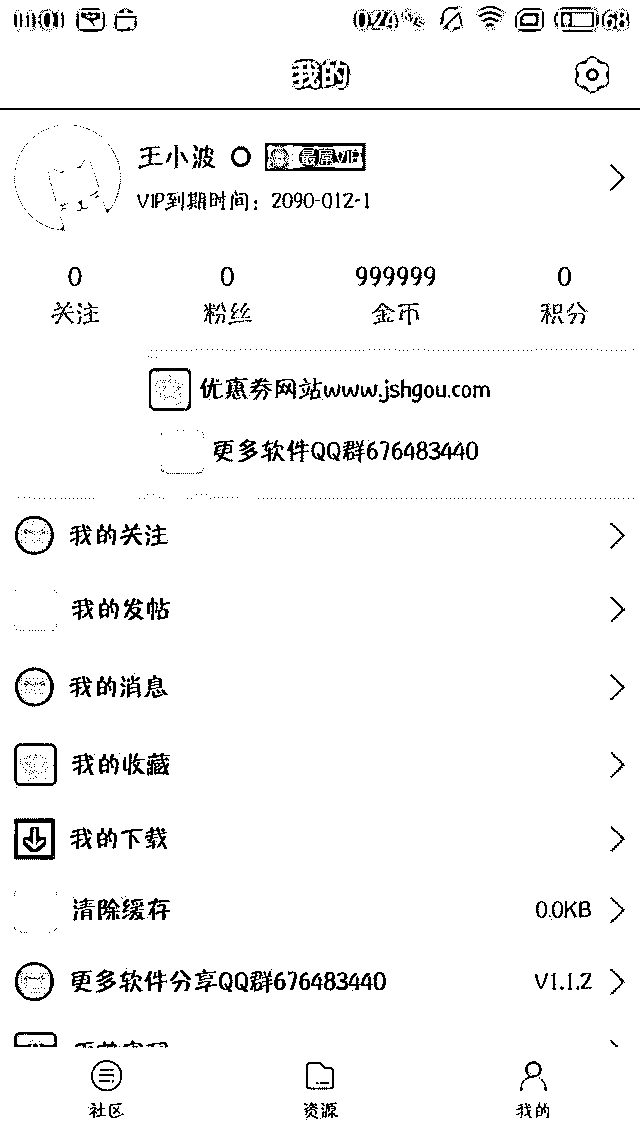 11:01 68
我的
王小波
VIP到期时间：2090-012-1
0 0 999999 0
关注 粉丝 金币 积分
优惠券网站www.jshgou.com
更多软件QQ群676483440
我的关注
我的发帖
我的消息
我的收藏
我的下载
清除缓存 0.0KB
更多软件分享QQ群676483440 V1.1.2
社区 资源 我的